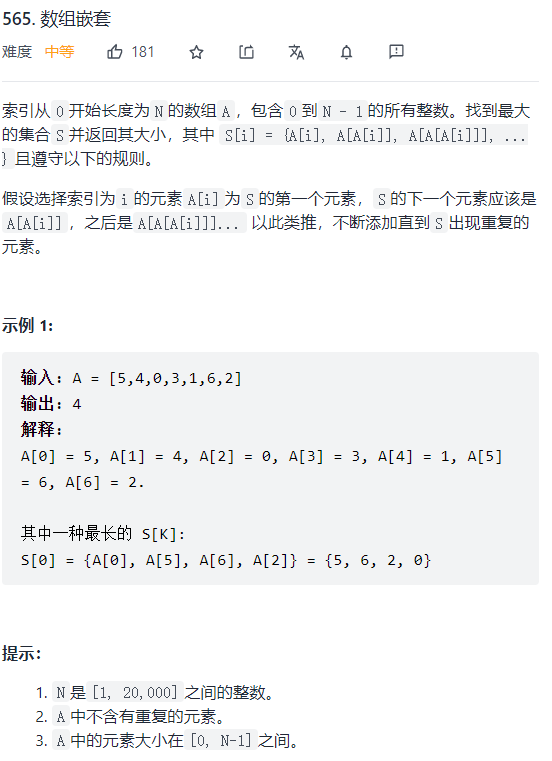 565. 数组嵌套
难度 中等 181
索引从 0 开始长度为 N 的数组 A ，包含 0 到 N - 1 的所有整数。找到最大
的集合 S 并返回其大小，其中 S[i] = {A[i], A[A[i]], A[A[A[i]]], ...
} 且遵守以下的规则。
假设选择索引为 i 的元素 A[i] 为 S 的第一个元素， S 的下一个元素应该是
A[A[i]] ，之后是 A[A[A[i]]]... 以此类推，不断添加直到 S 出现重复的
元素。
示例 1:
输入: A = [5,4,0,3,1,6,2]
输出: 4
解释:
A[0] = 5, A[1] = 4, A[2] = 0, A[3] = 3, A[4] = 1, A[5]
= 6, A[6] = 2.
其中一种最长的 S[K]:
S[0] = {A[0], A[5], A[6], A[2]} = {5, 6, 2, 0}
提示：
1. N 是 [1, 20,000] 之间的整数。
2. A 中不含有重复的元素。
3. A 中的元素大小在 [0, N-1] 之间。